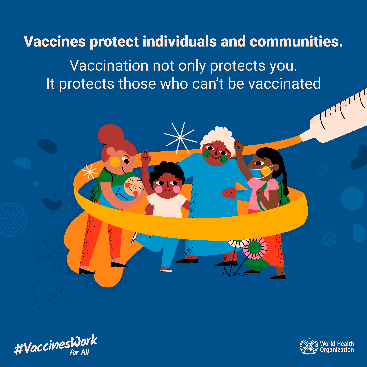 Vaccines protect individuals and communities.
Vaccination not only protects you.
It protects those who can't be vaccinated
#VaccinesWork
for All
World Health
Organization